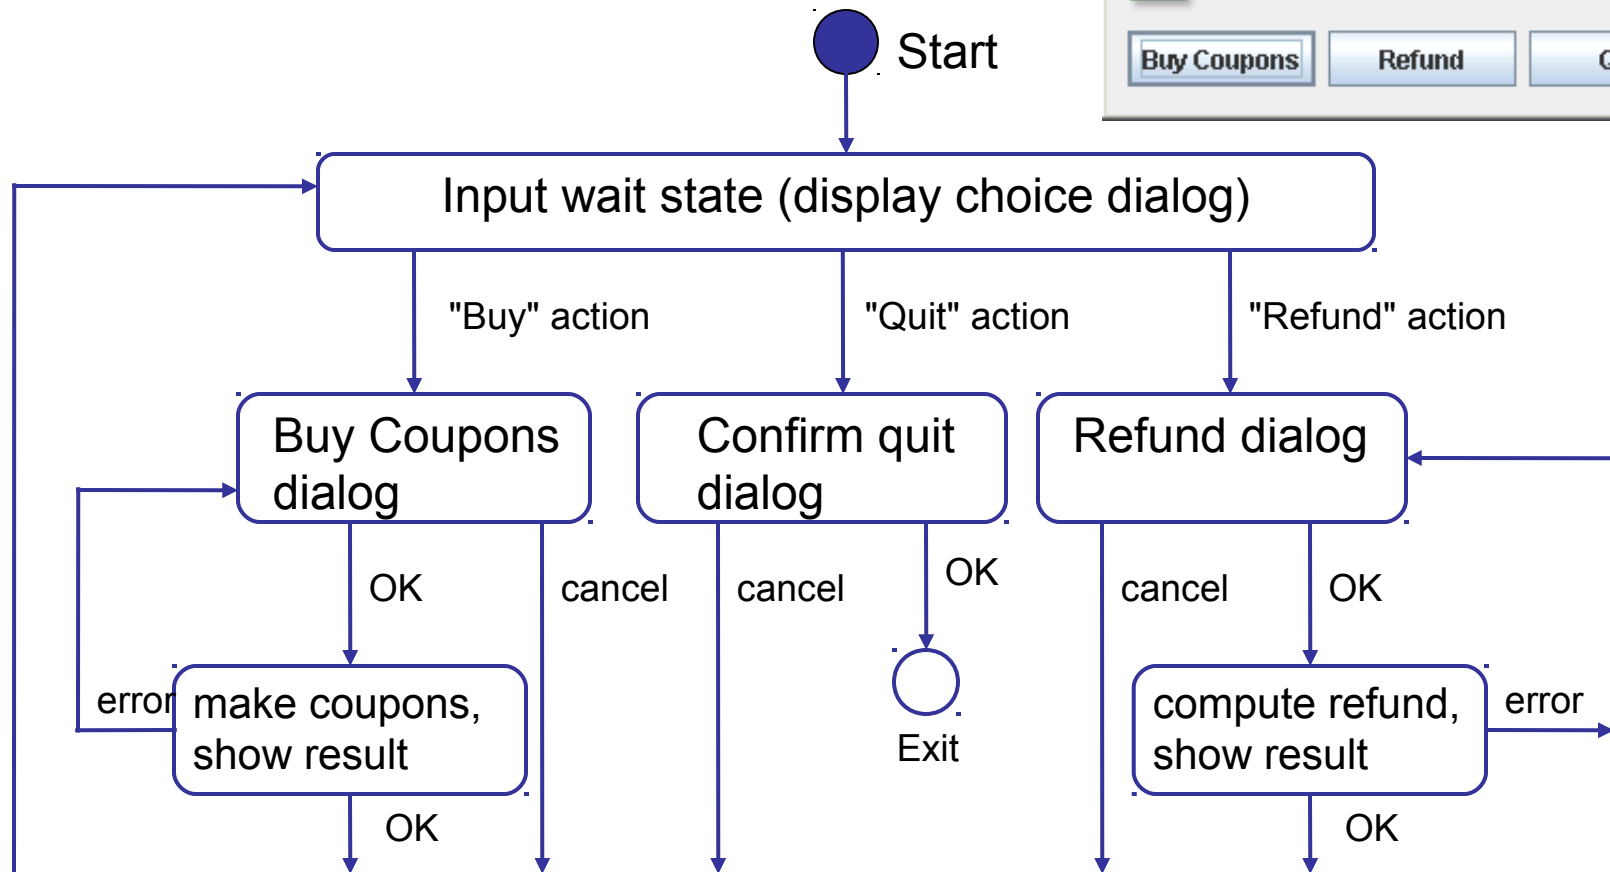 Start
Buy Coupons
Refund
Input wait state (display choice dialog)
"Buy" action
"Quit" action
"Refund" action
Buy Coupons
dialog
Confirm quit
dialog
Refund dialog
OK
cancel
cancel
OK
cancel
OK
error
make coupons,
show result
Exit
compute refund,
show result
error
OK
OK